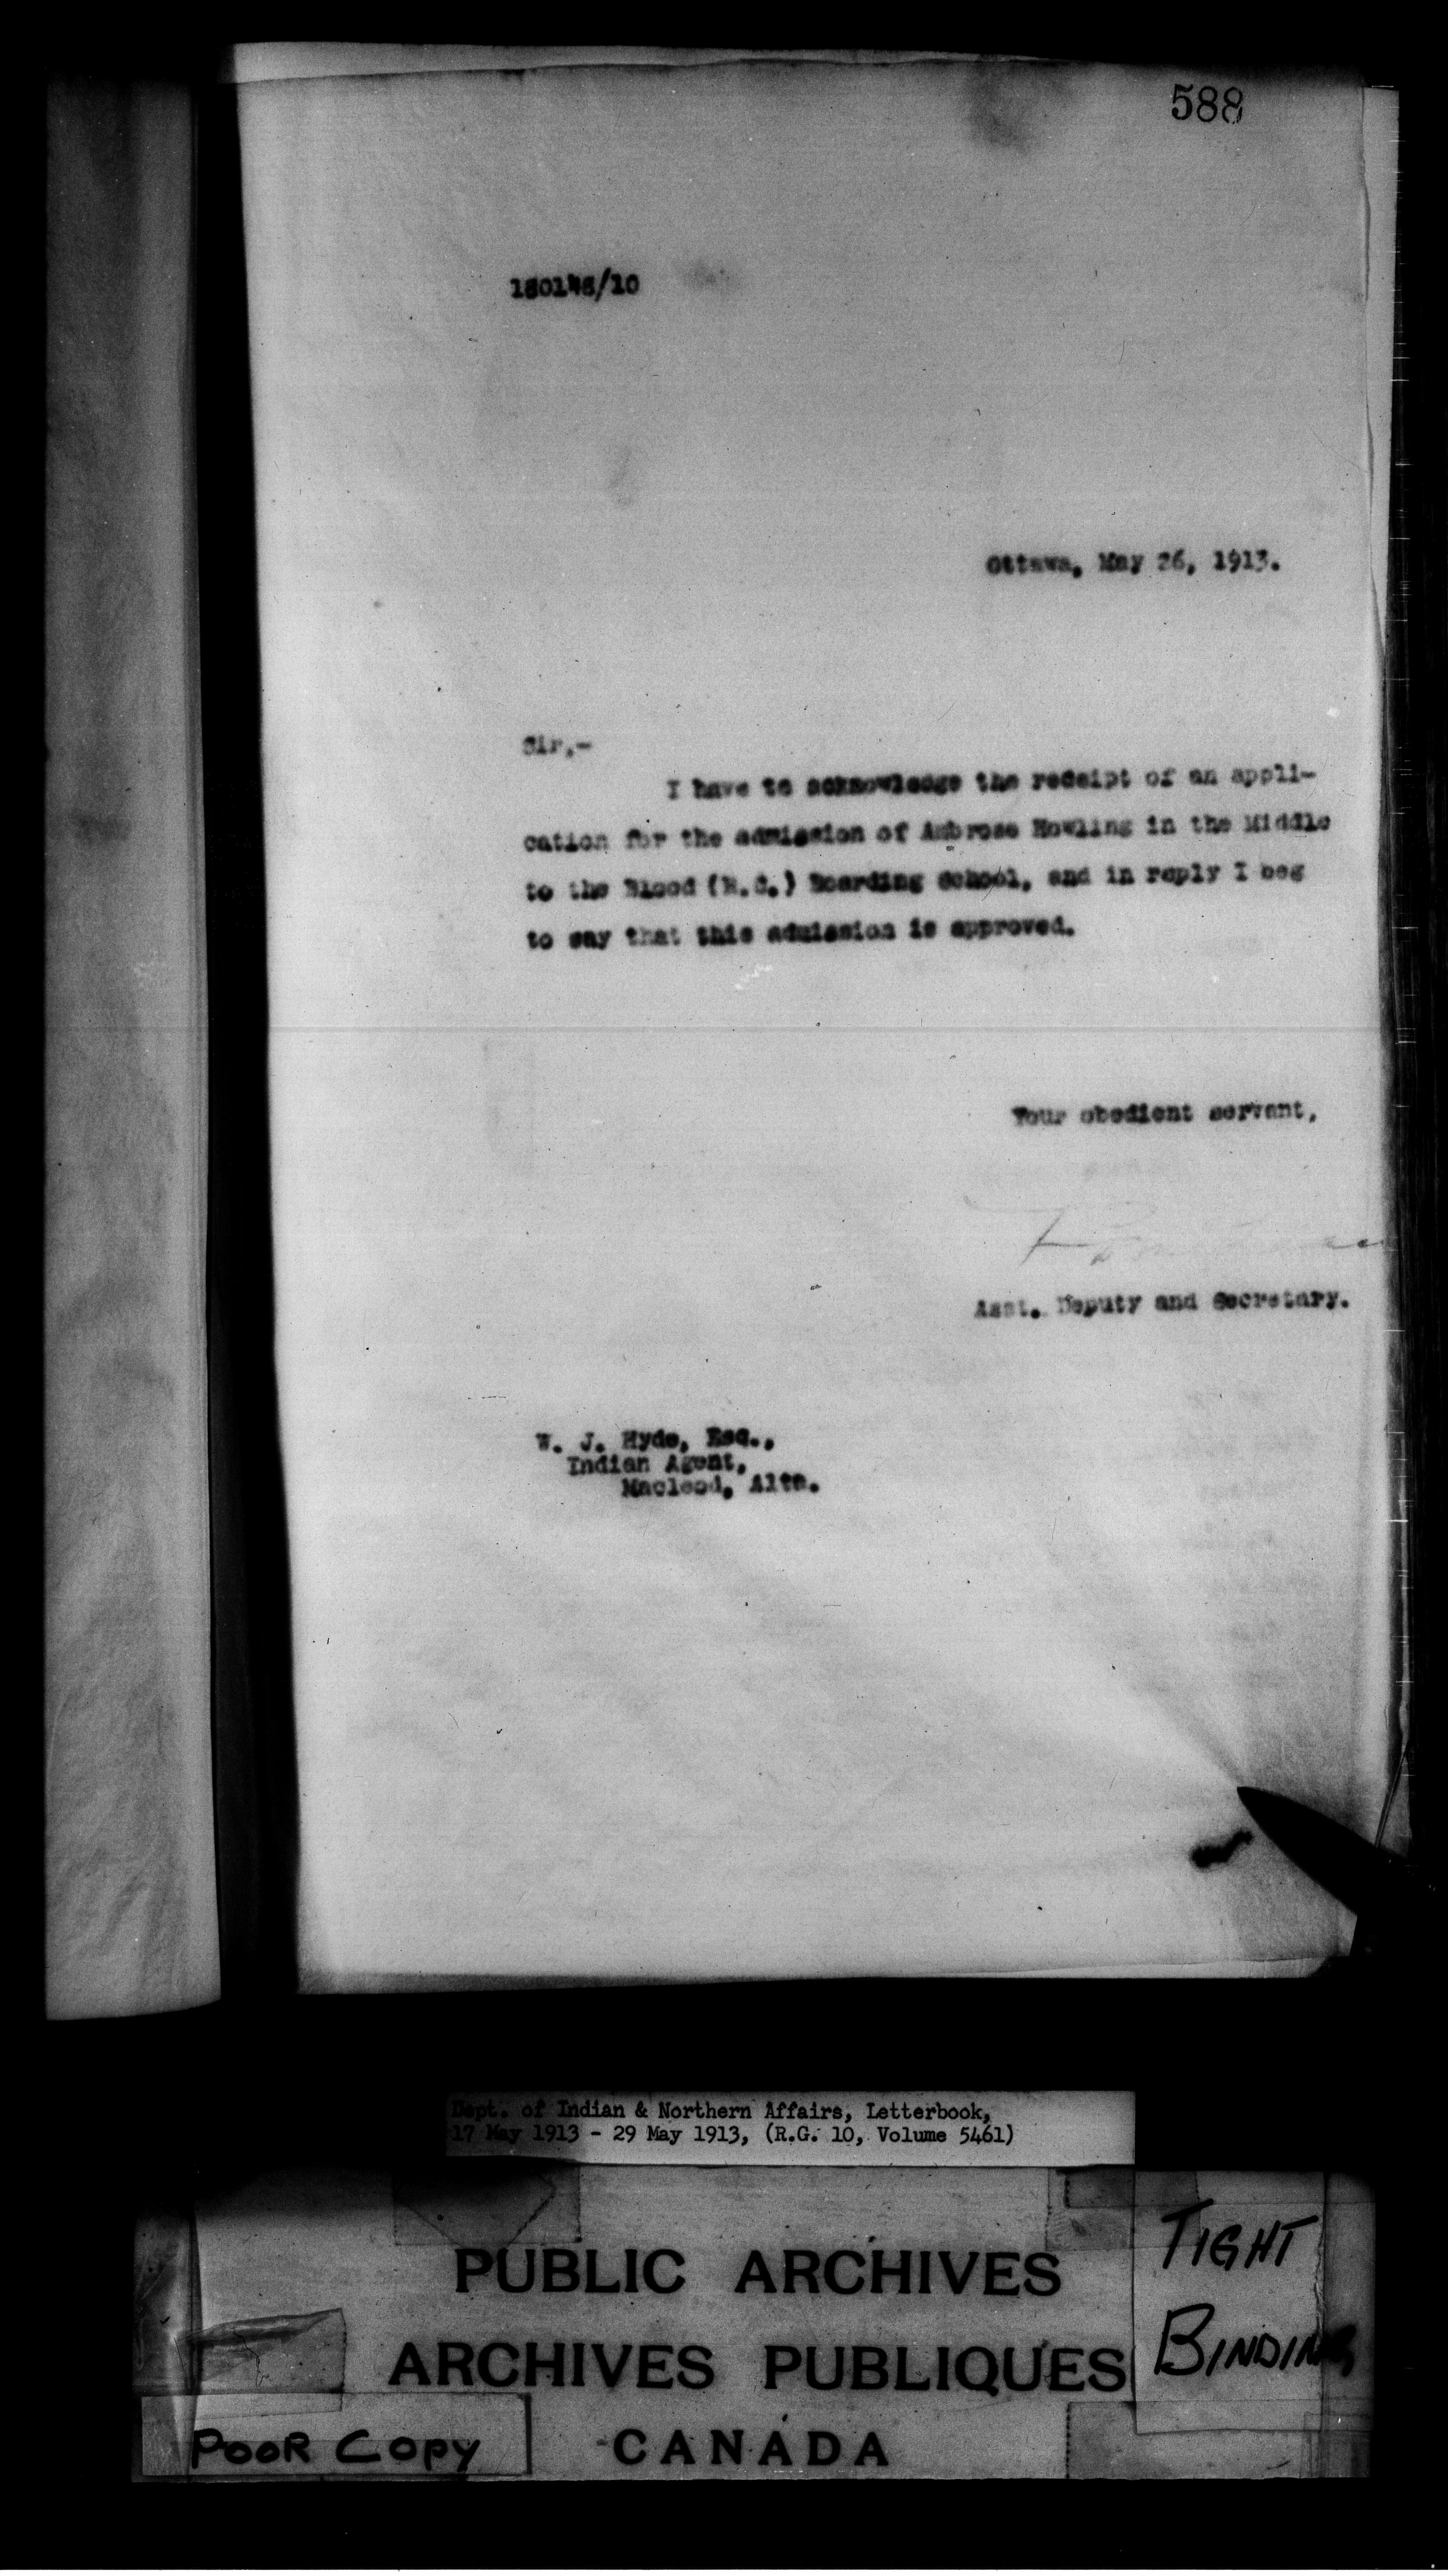 588
Ottawa, May 26, 1913.
Sir,-
I have to acknowledge the receipt of an appli-
cation for the admission of Ambrose Howling in the Middle
to the Blood (R.C.) Boarding School, and in reply I beg
to say that this admission is approved.
Your obedient servant,
Asst. Deputy and Secretary.
W. J. Hyde, Esq.,
Indian Agent,
Macleod, Alta.
Dept. of Indian & Northern Affairs, Letterbook,
17 May 1913 - 29 May 1913, (R.G. 10, Volume 5461)
PUBLIC ARCHIVES
ARCHIVES PUBLIQUES
CANADA
TIGHT
BINDING
POOR COPY